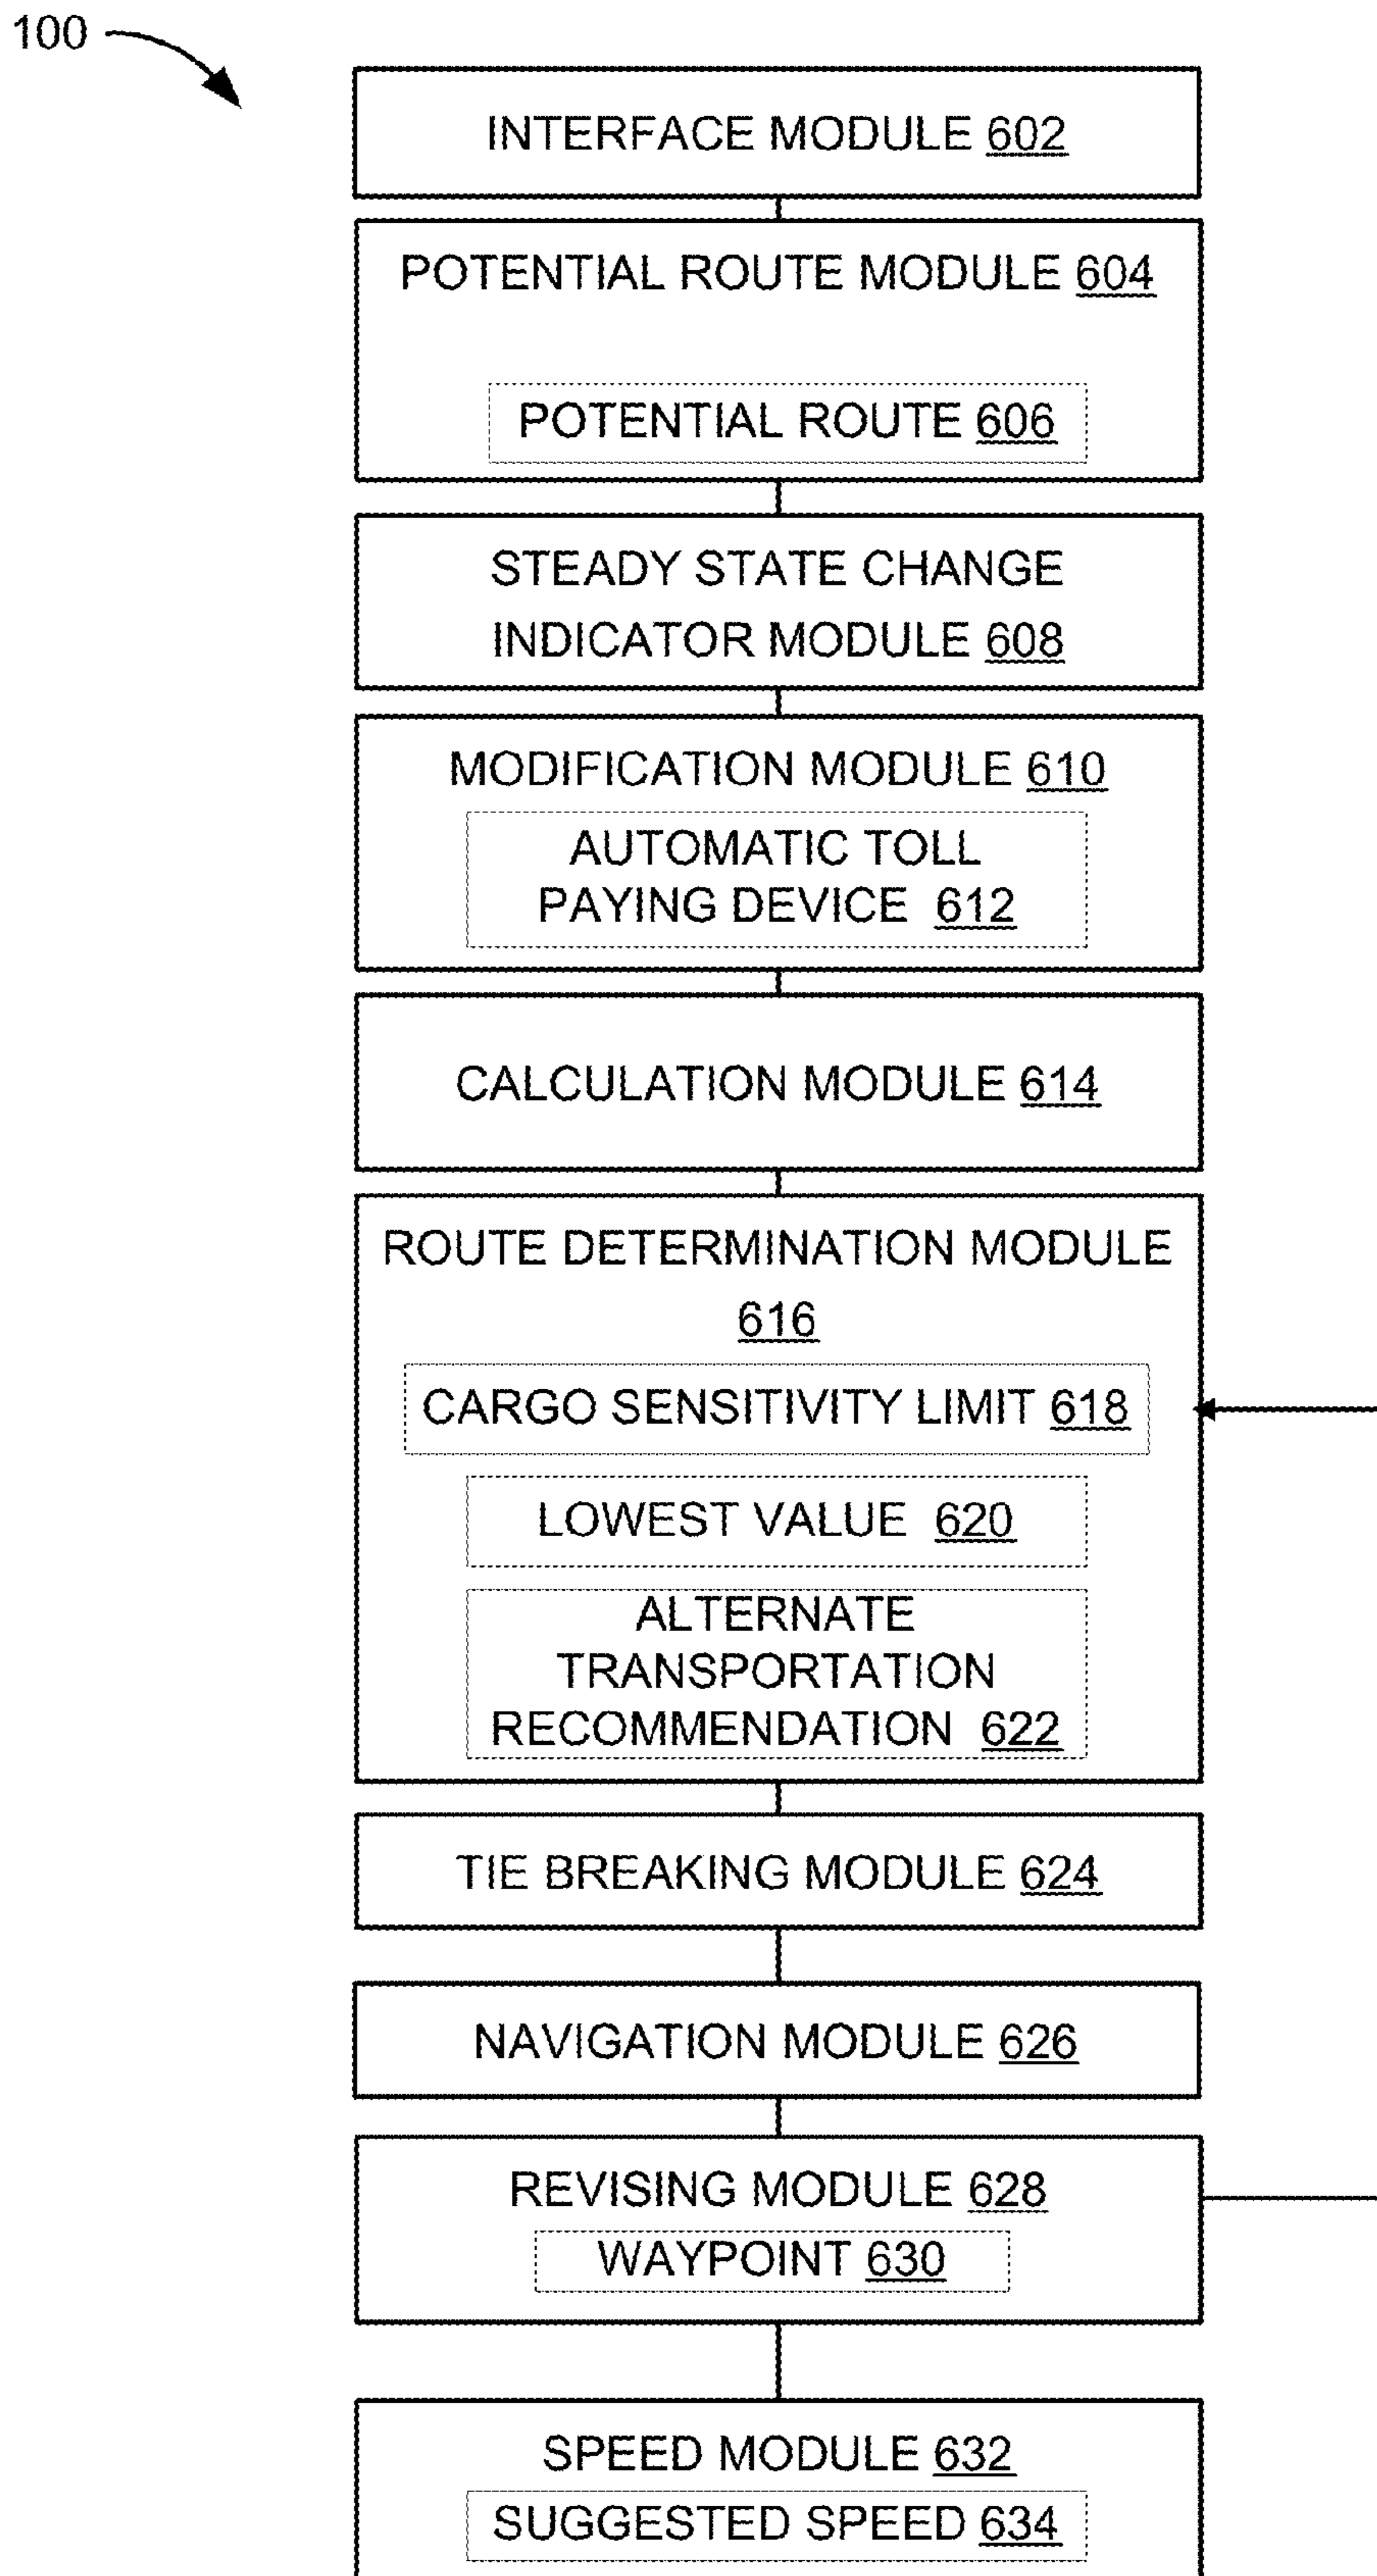 100
INTERFACE MODULE 602
POTENTIAL ROUTE MODULE 604
POTENTIAL ROUTE 606
STEADY STATE CHANGE
INDICATOR MODULE 608
MODIFICATION MODULE 610
AUTOMATIC TOLL
PAYING DEVICE 612
CALCULATION MODULE 614
ROUTE DETERMINATION MODULE
616
CARGO SENSITIVITY LIMIT 618
LOWEST VALUE 620
ALTERNATE
TRANSPORTATION
RECOMMENDATION 622
TIE BREAKING MODULE 624
NAVIGATION MODULE 626
REVISING MODULE 628
WAYPOINT 630
SPEED MODULE 632
SUGGESTED SPEED 634